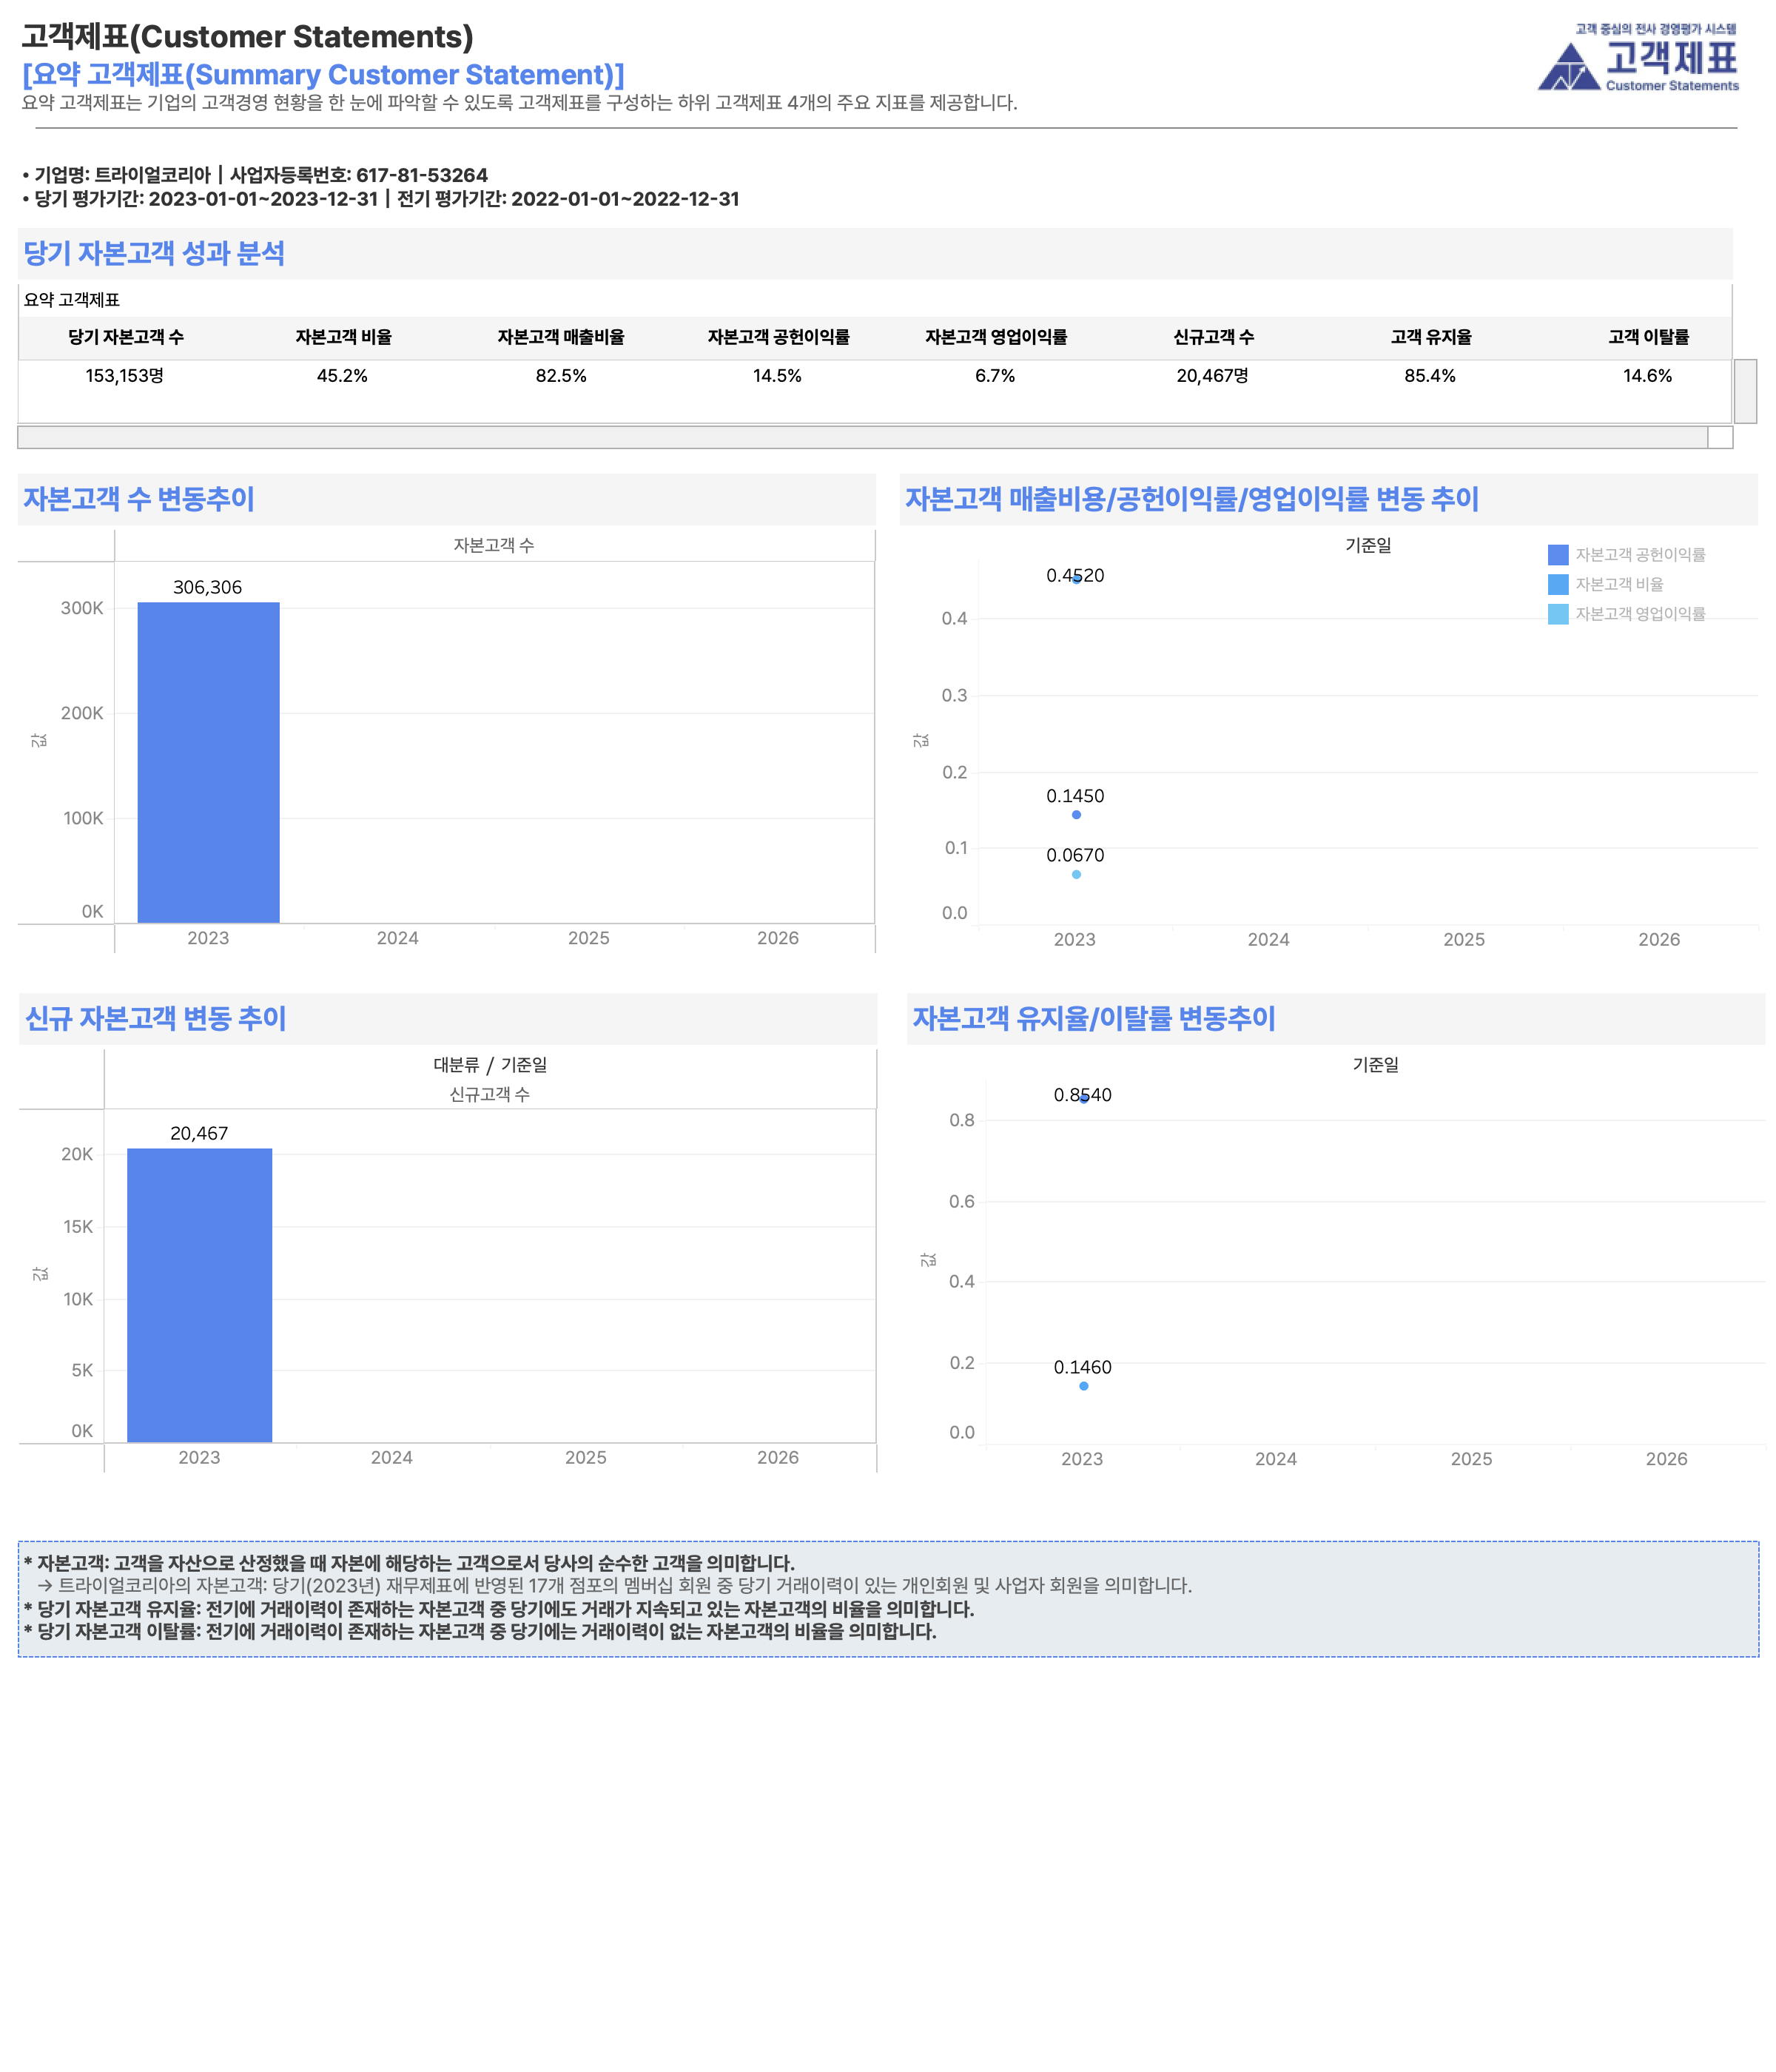 고객제표(Customer Statements)
[요약 고객제표(Summary Customer Statement)]
요약 고객제표는 기업의 고객경영 현황을 한 눈에 파악할 수 있도록 고객제표를 구성하는 하위 고객제표 4개의 주요 지표를 제공합니다.
고객 중심의 전사 경영평가 시스템
고객제표
Customer Statements
• 기업명: 트라이얼코리아 | 사업자등록번호: 617-81-53264
• 당기 평가기간: 2023-01-01~2023-12-31 | 전기 평가기간: 2022-01-01~2022-12-31
당기 자본고객 성과 분석
요약 고객제표
당기 자본고객 수 자본고객 비율 자본고객 매출비율 자본고객 공헌이익률 자본고객 영업이익률 신규고객 수 고객 유지율 고객 이탈률
153,153명 45.2% 82.5% 14.5% 6.7% 20,467명 85.4% 14.6%
자본고객 수 변동추이
자본고객 수
306,306
300K
200K
100K
0K
값
2023 2024 2025 2026
자본고객 매출비용/공헌이익률/영업이익률 변동 추이
기준일
자본고객 공헌이익률
자본고객 비율
자본고객 영업이익률
0.4520
0.4
0.3
0.2
0.1450
0.1
0.0670
0.0
값
2023 2024 2025 2026
신규 자본고객 변동 추이
대분류 / 기준일
신규고객 수
20,467
20K
15K
10K
5K
0K
값
2023 2024 2025 2026
자본고객 유지율/이탈률 변동추이
기준일
0.8540
0.8
0.6
0.4
0.2
0.1460
0.0
값
2023 2024 2025 2026
* 자본고객: 고객을 자산으로 산정했을 때 자본에 해당하는 고객으로서 당사의 순수한 고객을 의미합니다.
→ 트라이얼코리아의 자본고객: 당기(2023년) 재무제표에 반영된 17개 점포의 멤버십 회원 중 당기 거래이력이 있는 개인회원 및 사업자 회원을 의미합니다.
* 당기 자본고객 유지율: 전기에 거래이력이 존재하는 자본고객 중 당기에도 거래가 지속되고 있는 자본고객의 비율을 의미합니다.
* 당기 자본고객 이탈률: 전기에 거래이력이 존재하는 자본고객 중 당기에는 거래이력이 없는 자본고객의 비율을 의미합니다.